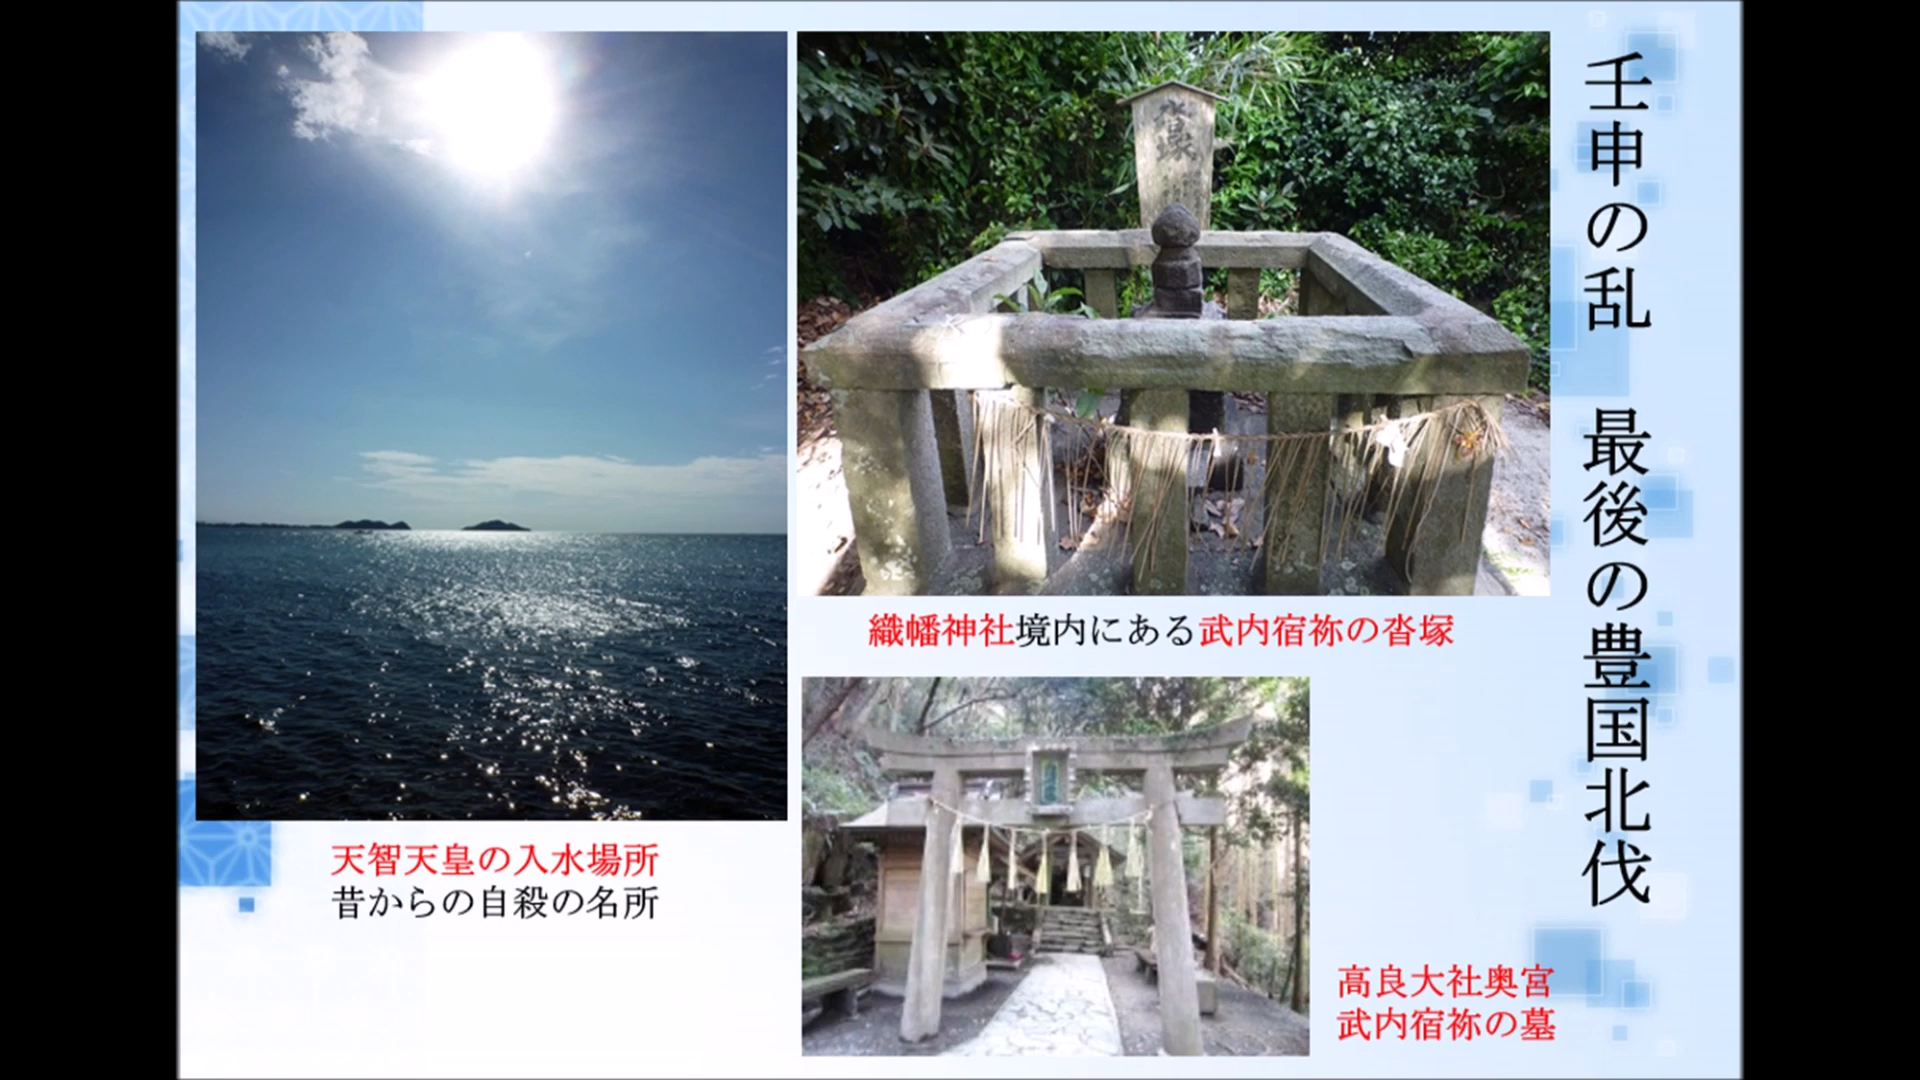 壬申の乱　最後の豊国北伐
織幡神社境内にある武内宿祢の沓塚
天智天皇の入水場所
昔からの自殺の名所
高良大社奥宮
武内宿祢の墓